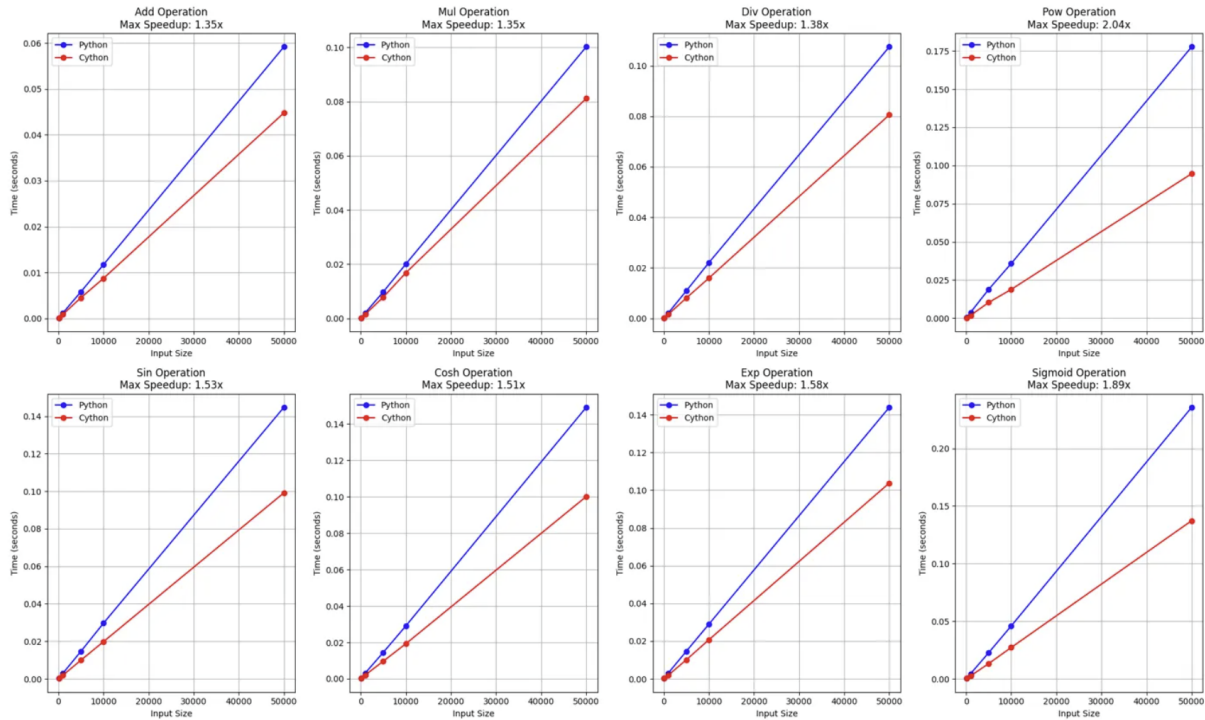 Add Operation
Max Speedup: 1.35x
Python
Cython
0.06
0.05
0.04
0.03
0.02
0.01
0.00
Time (seconds)
0 10000 20000 30000 40000 50000
Input Size
Mul Operation
Max Speedup: 1.35x
Python
Cython
0.10
0.08
0.06
0.04
0.02
0.00
Time (seconds)
0 10000 20000 30000 40000 50000
Input Size
Div Operation
Max Speedup: 1.38x
Python
Cython
0.10
0.08
0.06
0.04
0.02
0.00
Time (seconds)
0 10000 20000 30000 40000 50000
Input Size
Pow Operation
Max Speedup: 2.04x
Python
Cython
0.175
0.150
0.125
0.100
0.075
0.050
0.025
0.000
Time (seconds)
0 10000 20000 30000 40000 50000
Input Size
Sin Operation
Max Speedup: 1.53x
Python
Cython
0.14
0.12
0.10
0.08
0.06
0.04
0.02
0.00
Time (seconds)
0 10000 20000 30000 40000 50000
Input Size
Cosh Operation
Max Speedup: 1.51x
Python
Cython
0.14
0.12
0.10
0.08
0.06
0.04
0.02
0.00
Time (seconds)
0 10000 20000 30000 40000 50000
Input Size
Exp Operation
Max Speedup: 1.58x
Python
Cython
0.14
0.12
0.10
0.08
0.06
0.04
0.02
0.00
Time (seconds)
0 10000 20000 30000 40000 50000
Input Size
Sigmoid Operation
Max Speedup: 1.89x
Python
Cython
0.20
0.15
0.10
0.05
0.00
Time (seconds)
0 10000 20000 30000 40000 50000
Input Size